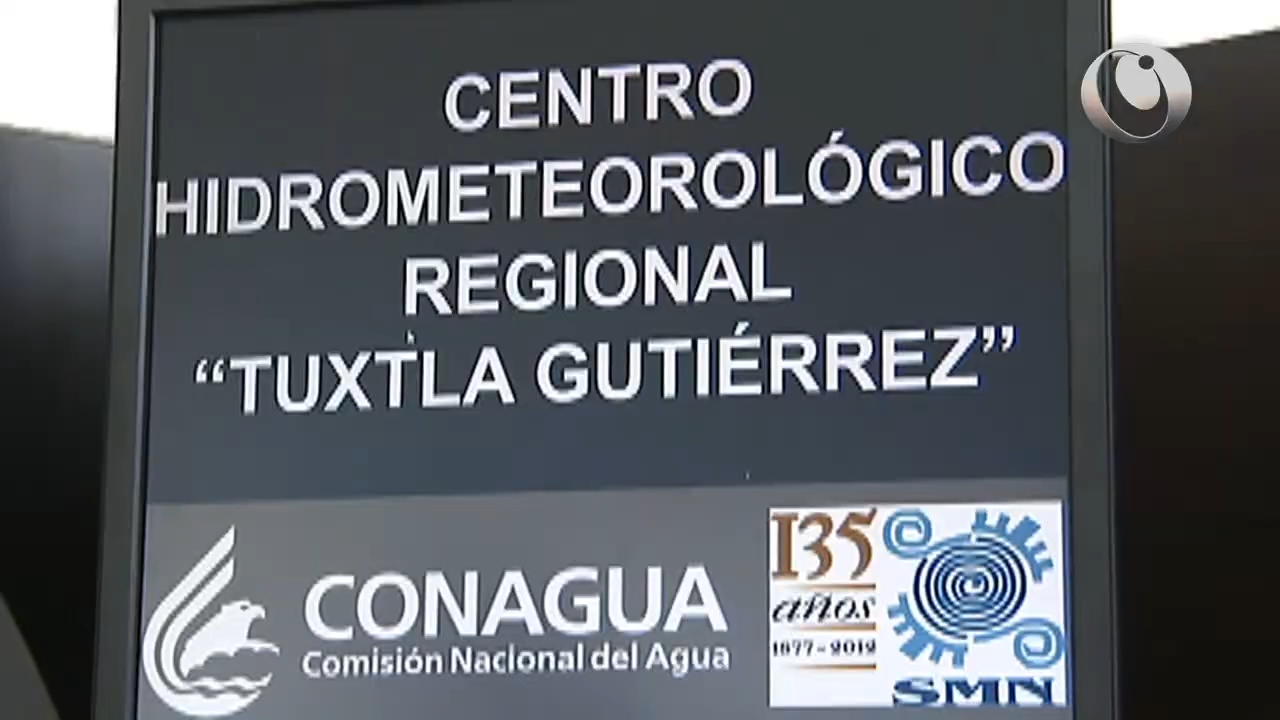 CENTRO
HIDROMETEOROLÓGICO
REGIONAL
“TUXTLA GUTIÉRREZ”
CONAGUA
Comisión Nacional del Agua
135
años
1877-2012
SMN